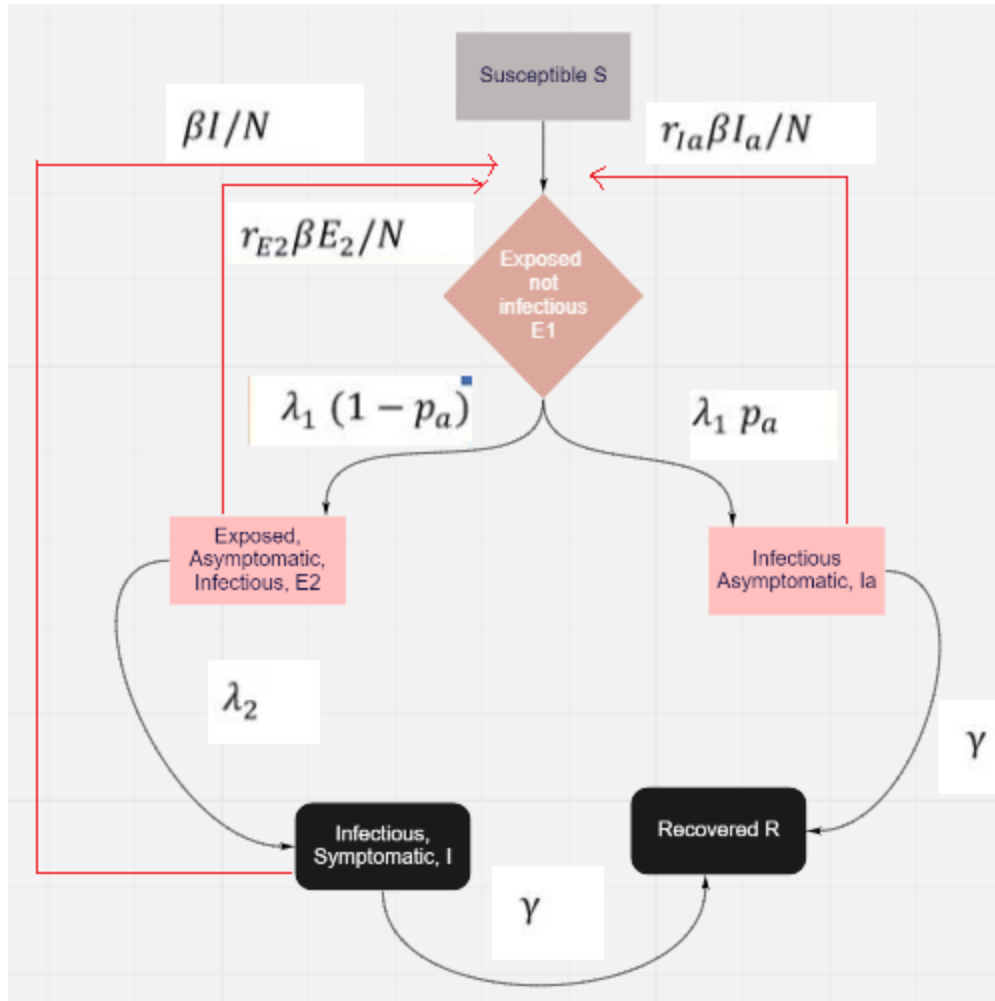 Susceptible S
βI/N
r_{Ia}βI_a/N
r_{E2}βE_2/N
Exposed
not
infectious
E1
λ_1 (1 − p_a)
λ_1 p_a
Exposed,
Asymptomatic,
Infectious, E2
Infectious
Asymptomatic, Ia
λ_2
γ
Infectious,
Symptomatic, I
Recovered R
γ